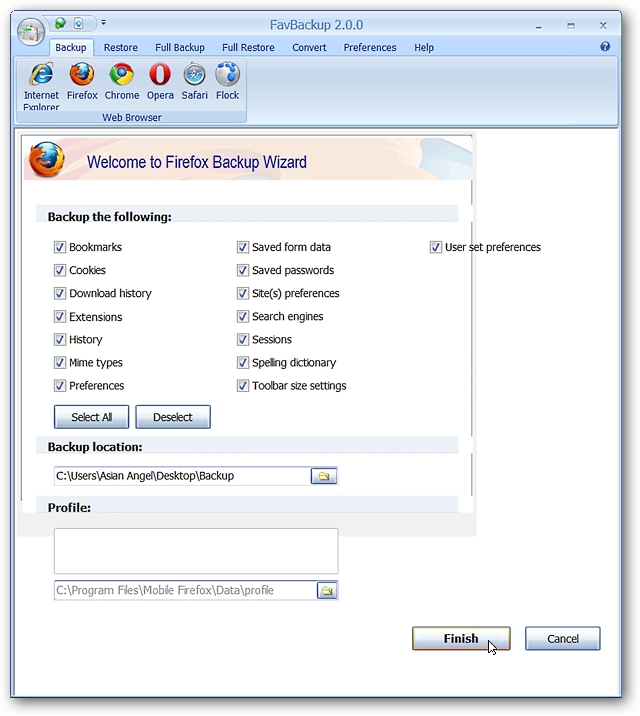 FavBackup 2.0.0
Backup Restore Full Backup Full Restore Convert Preferences Help
Internet Explorer
Firefox
Chrome
Opera
Safari
Flock
Web Browser
Welcome to Firefox Backup Wizard
Backup the following:
Bookmarks
Cookies
Download history
Extensions
History
Mime types
Preferences
Saved form data
Saved passwords
Site(s) preferences
Search engines
Sessions
Spelling dictionary
Toolbar size settings
User set preferences
Select All
Deselect
Backup location:
C:\Users\Asian Angel\Desktop\Backup
Profile:
C:\Program Files\Mobile Firefox\Data\profile
Finish
Cancel